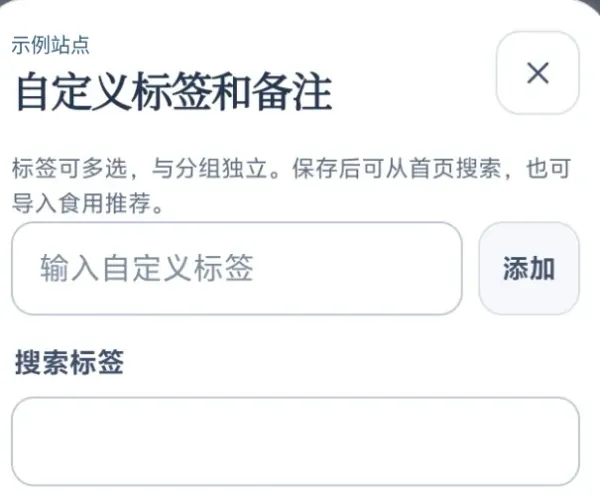 示例站点
自定义标签和备注
标签可多选，与分组独立。保存后可从首页搜索，也可
导入食用推荐。
输入自定义标签
添加
搜索标签